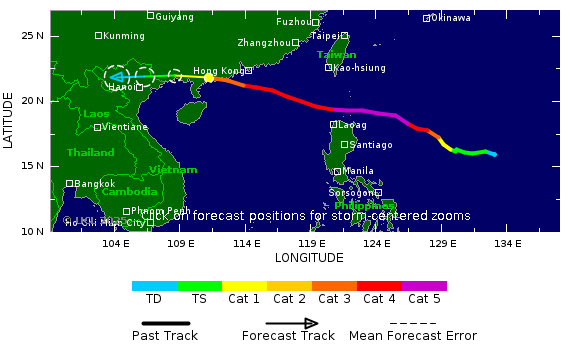 Guiyang
Fuzhou
Okinawa
25 N
Kunming
Zhangzhou
Taipei
Taiwan
Hong Kong
Kao-hsiung
Hanoi
20 N
Laos
Vientiane
Laoag
LATITUDE
Thailand
Santiago
15 N
Vietnam
Manila
Bangkok
Cambodia
Sorsogon
Philippines
Phnom Penh
Click on forecast positions for storm-centered zooms
Ho Chi Minh City
10 N
104 E
109 E
114 E
119 E
124 E
129 E
134 E
LONGITUDE
TD
TS
Cat 1
Cat 2
Cat 3
Cat 4
Cat 5
Past Track
Forecast Track
Mean Forecast Error